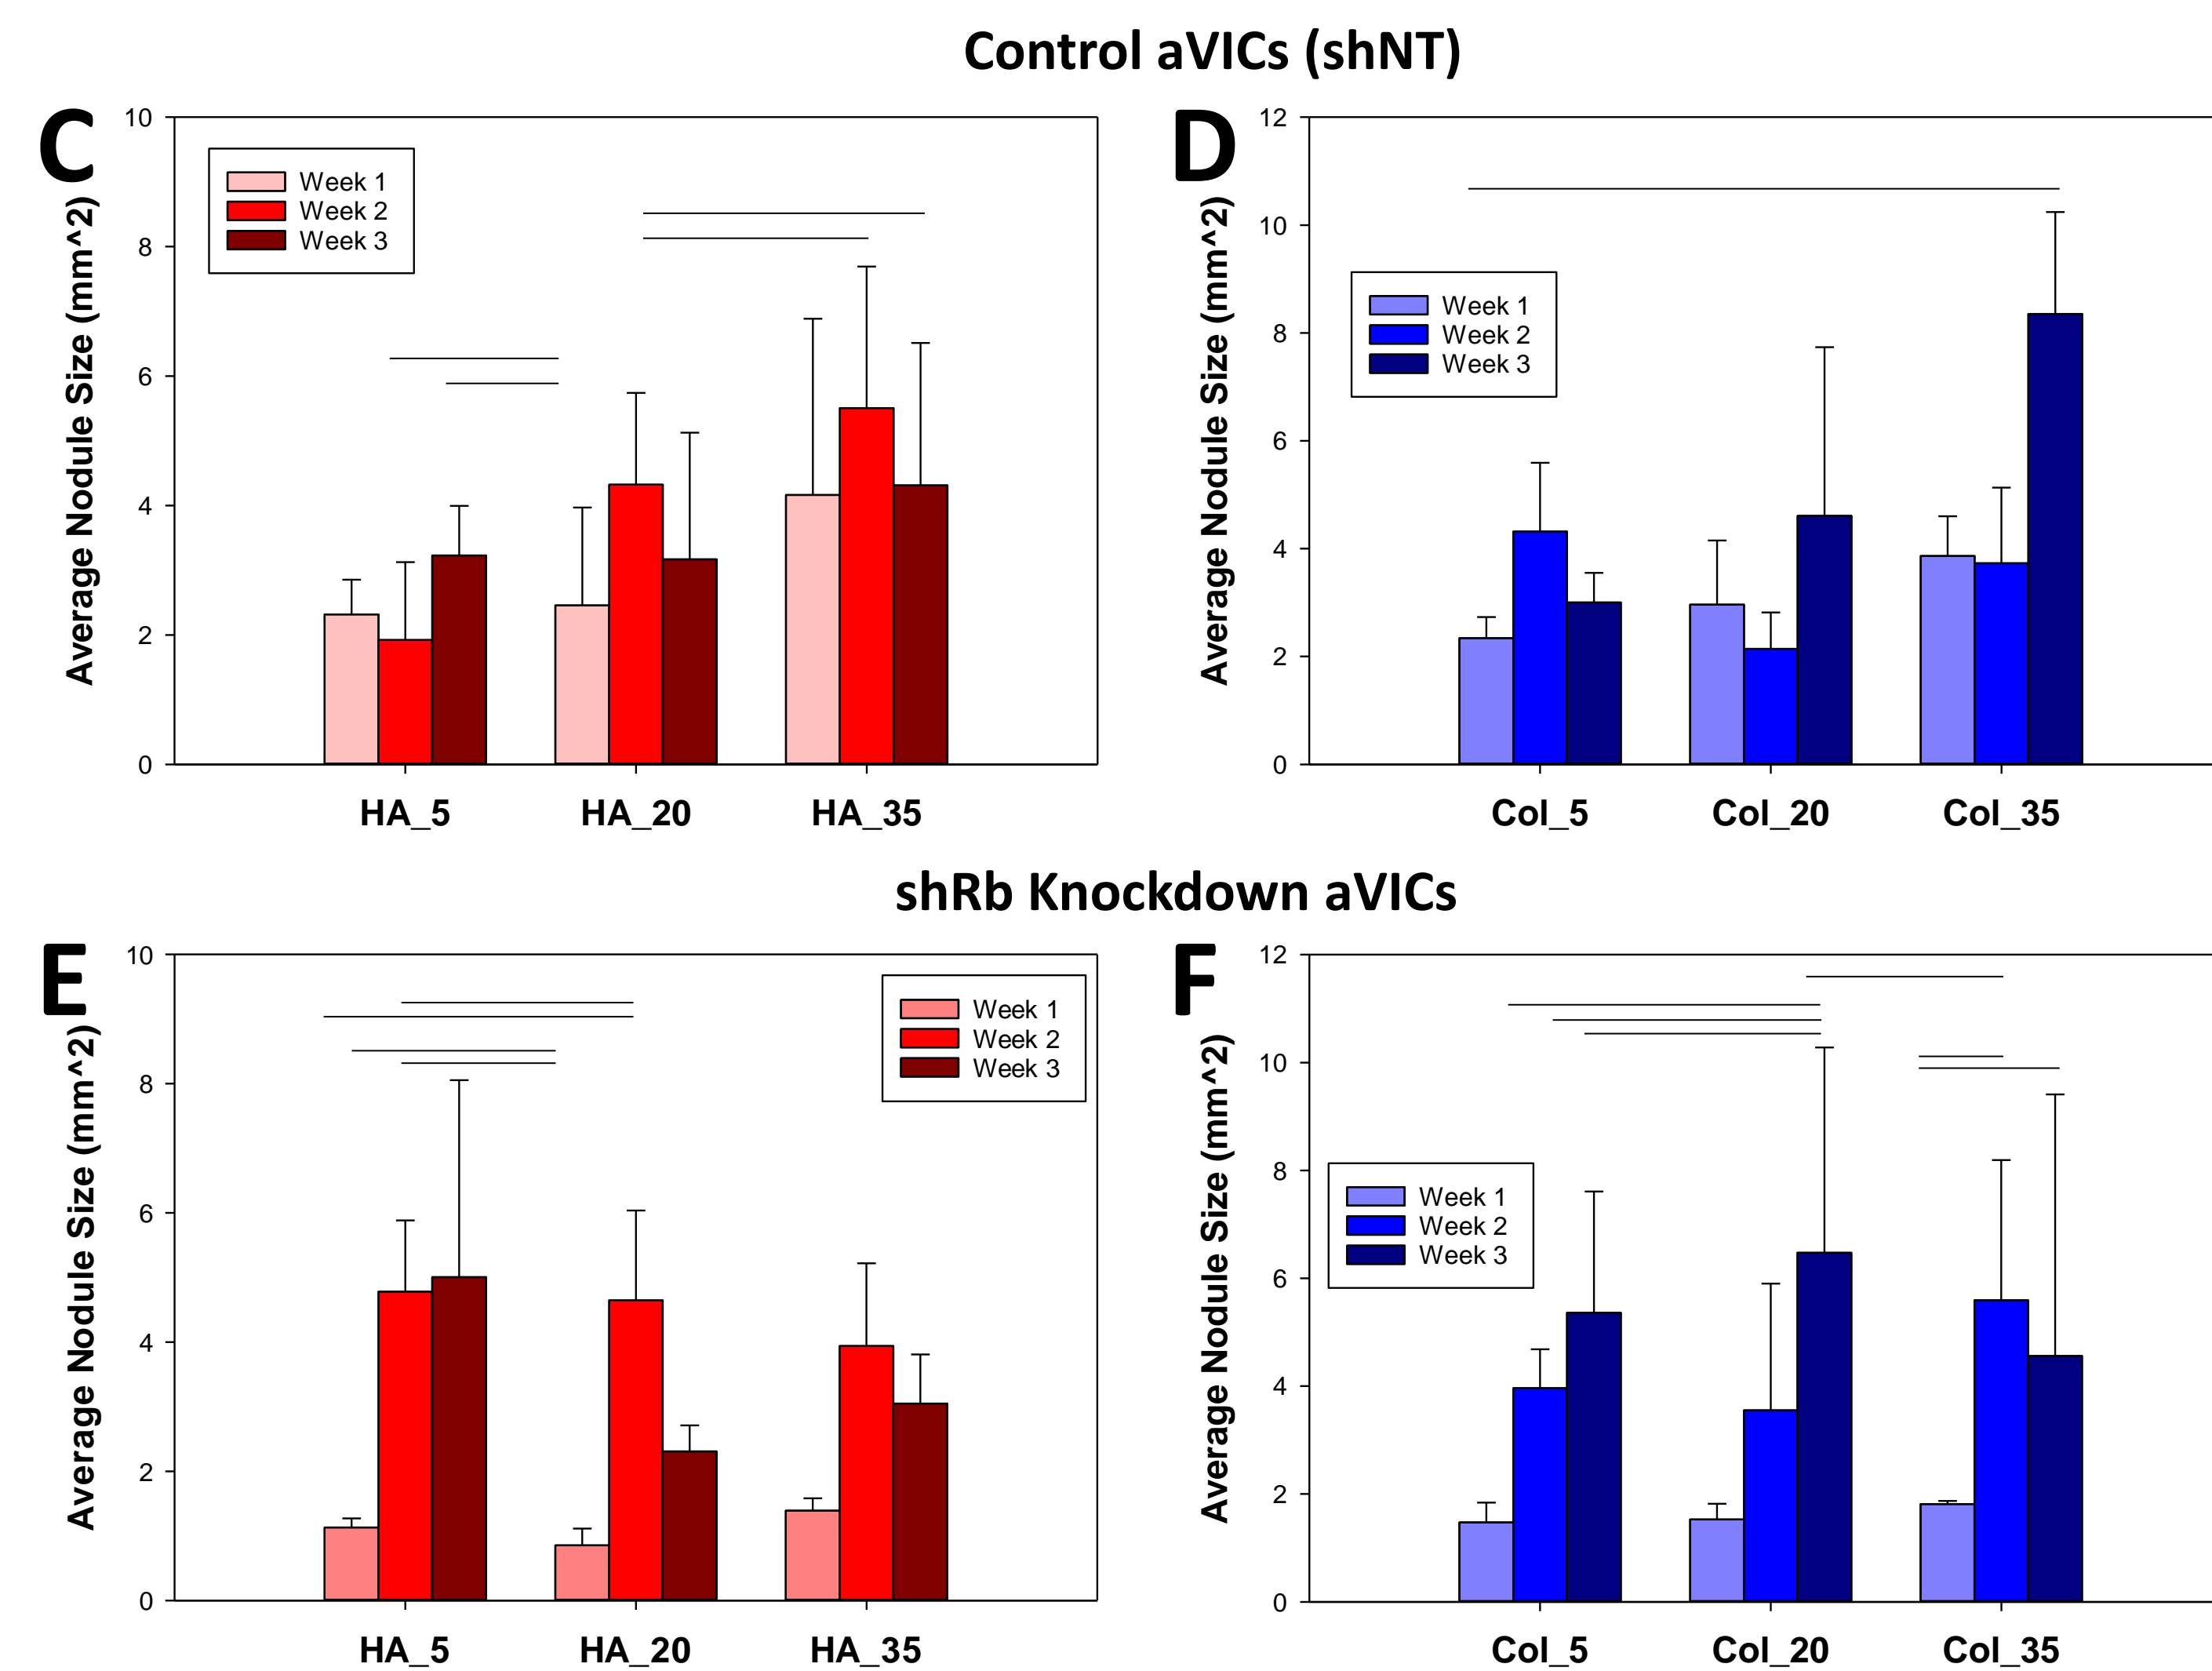 Control aVICs (shNT)
C
Average Nodule Size (mm^2)
10
8
6
4
2
0
Week 1
Week 2
Week 3
HA_5 HA_20 HA_35
D
Average Nodule Size (mm^2)
12
10
8
6
4
2
0
Week 1
Week 2
Week 3
Col_5 Col_20 Col_35
shRb Knockdown aVICs
E
Average Nodule Size (mm^2)
10
8
6
4
2
0
Week 1
Week 2
Week 3
HA_5 HA_20 HA_35
F
Average Nodule Size (mm^2)
12
10
8
6
4
2
0
Week 1
Week 2
Week 3
Col_5 Col_20 Col_35